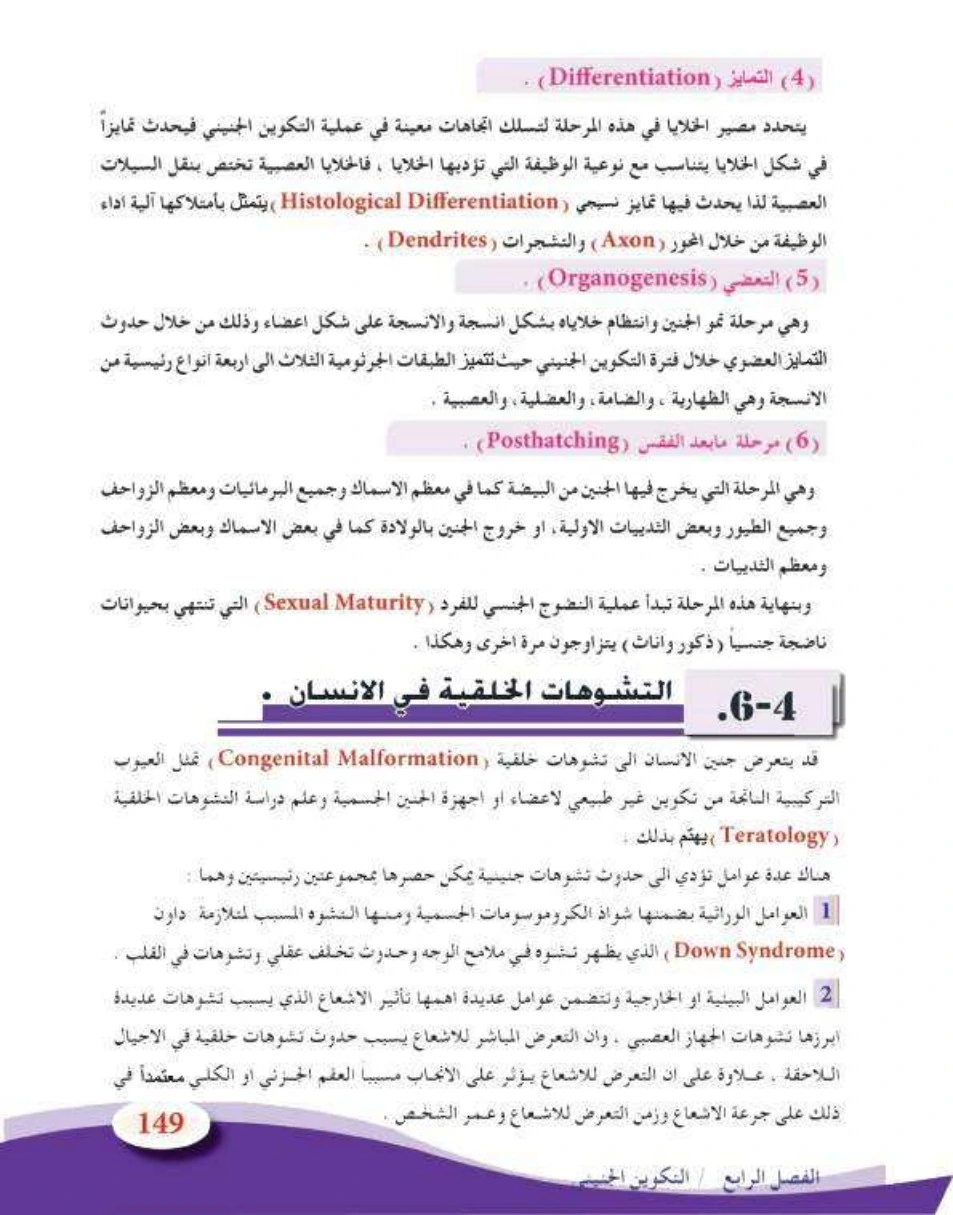 (4) التمايز (Differentiation) .
يتحدد مصير الخلايا في هذه المرحلة لتسلك اتجاهات معينة في عملية التكوين الجنيني فيحدث تمايزاً
في شكل الخلايا يتناسب مع نوعية الوظيفة التي تؤديها الخلايا ، فالخلايا العصبية تختص بنقل السيلات
العصبية لذا يحدث فيها تمايز نسيجي (Histological Differentiation) يتمثل بأمتلاكها آلية اداء
الوظيفة من خلال المحور (Axon) والتشجرات (Dendrites) .
(5) التعضي (Organogenesis) .
وهي مرحلة نمو الجنين وانتظام خلاياه بشكل انسجة والانسجة على شكل اعضاء وذلك من خلال حدوث
التمايز العضوي خلال فترة التكوين الجنيني حيث تتميز الطبقات الجرثومية الثلاث الى اربعة انواع رئيسية من
الانسجة وهي الظهارية ، والضامة، والعضلية، والعصبية .
(6) مرحلة مابعد الفقس (Posthatching) .
وهي المرحلة التي يخرج فيها الجنين من البيضة كما في معظم الاسماك وجميع البرمائيات ومعظم الزواحف
وجميع الطيور وبعض الثدييات الاولية، او خروج الجنين بالولادة كما في بعض الاسماك وبعض الزواحف
ومعظم الثدييات .
وبنهاية هذه المرحلة تبدأ عملية النضوج الجنسي للفرد (Sexual Maturity) التي تنتهي بحيوانات
ناضجة جنسياً (ذكور واناث) يتزاوجون مرة اخرى وهكذا .
6-4. التشوهات الخلقية في الانسان .
قد يتعرض جنين الانسان الى تشوهات خلقية (Congenital Malformation) تمثل العيوب
التركيبية الناتجة من تكوين غير طبيعي لاعضاء او اجهزة الجنين الجسمية وعلم دراسة التشوهات الخلقية
(Teratology) يهتم بذلك .
هناك عدة عوامل تؤدي الى حدوث تشوهات جنينية يمكن حصرها بمجموعتين رئيسيتين وهما :
1 العوامل الوراثية بضمنها شواذ الكروموسومات الجسمية ومنها التشوه المسبب لمتلازمة داون
(Down Syndrome) الذي يظهر تشوه في ملامح الوجه وحدوث تخلف عقلي وتشوهات في القلب .
2 العوامل البيئية او الخارجية وتتضمن عوامل عديدة اهمها تأثير الاشعاع الذي يسبب تشوهات عديدة
ابرزها تشوهات الجهاز العصبي ، وان التعرض المباشر للاشعاع يسبب حدوث تشوهات خلقية في الاجيال
اللاحقة . علاوة على ان التعرض للاشعاع يؤثر على الانجاب مسبباً العقم الجزئي او الكلي معتمداً في
ذلك على جرعة الاشعاع وزمن التعرض للاشعاع وعمر الشخص .
149
الفصل الرابع / التكوين الجنيني